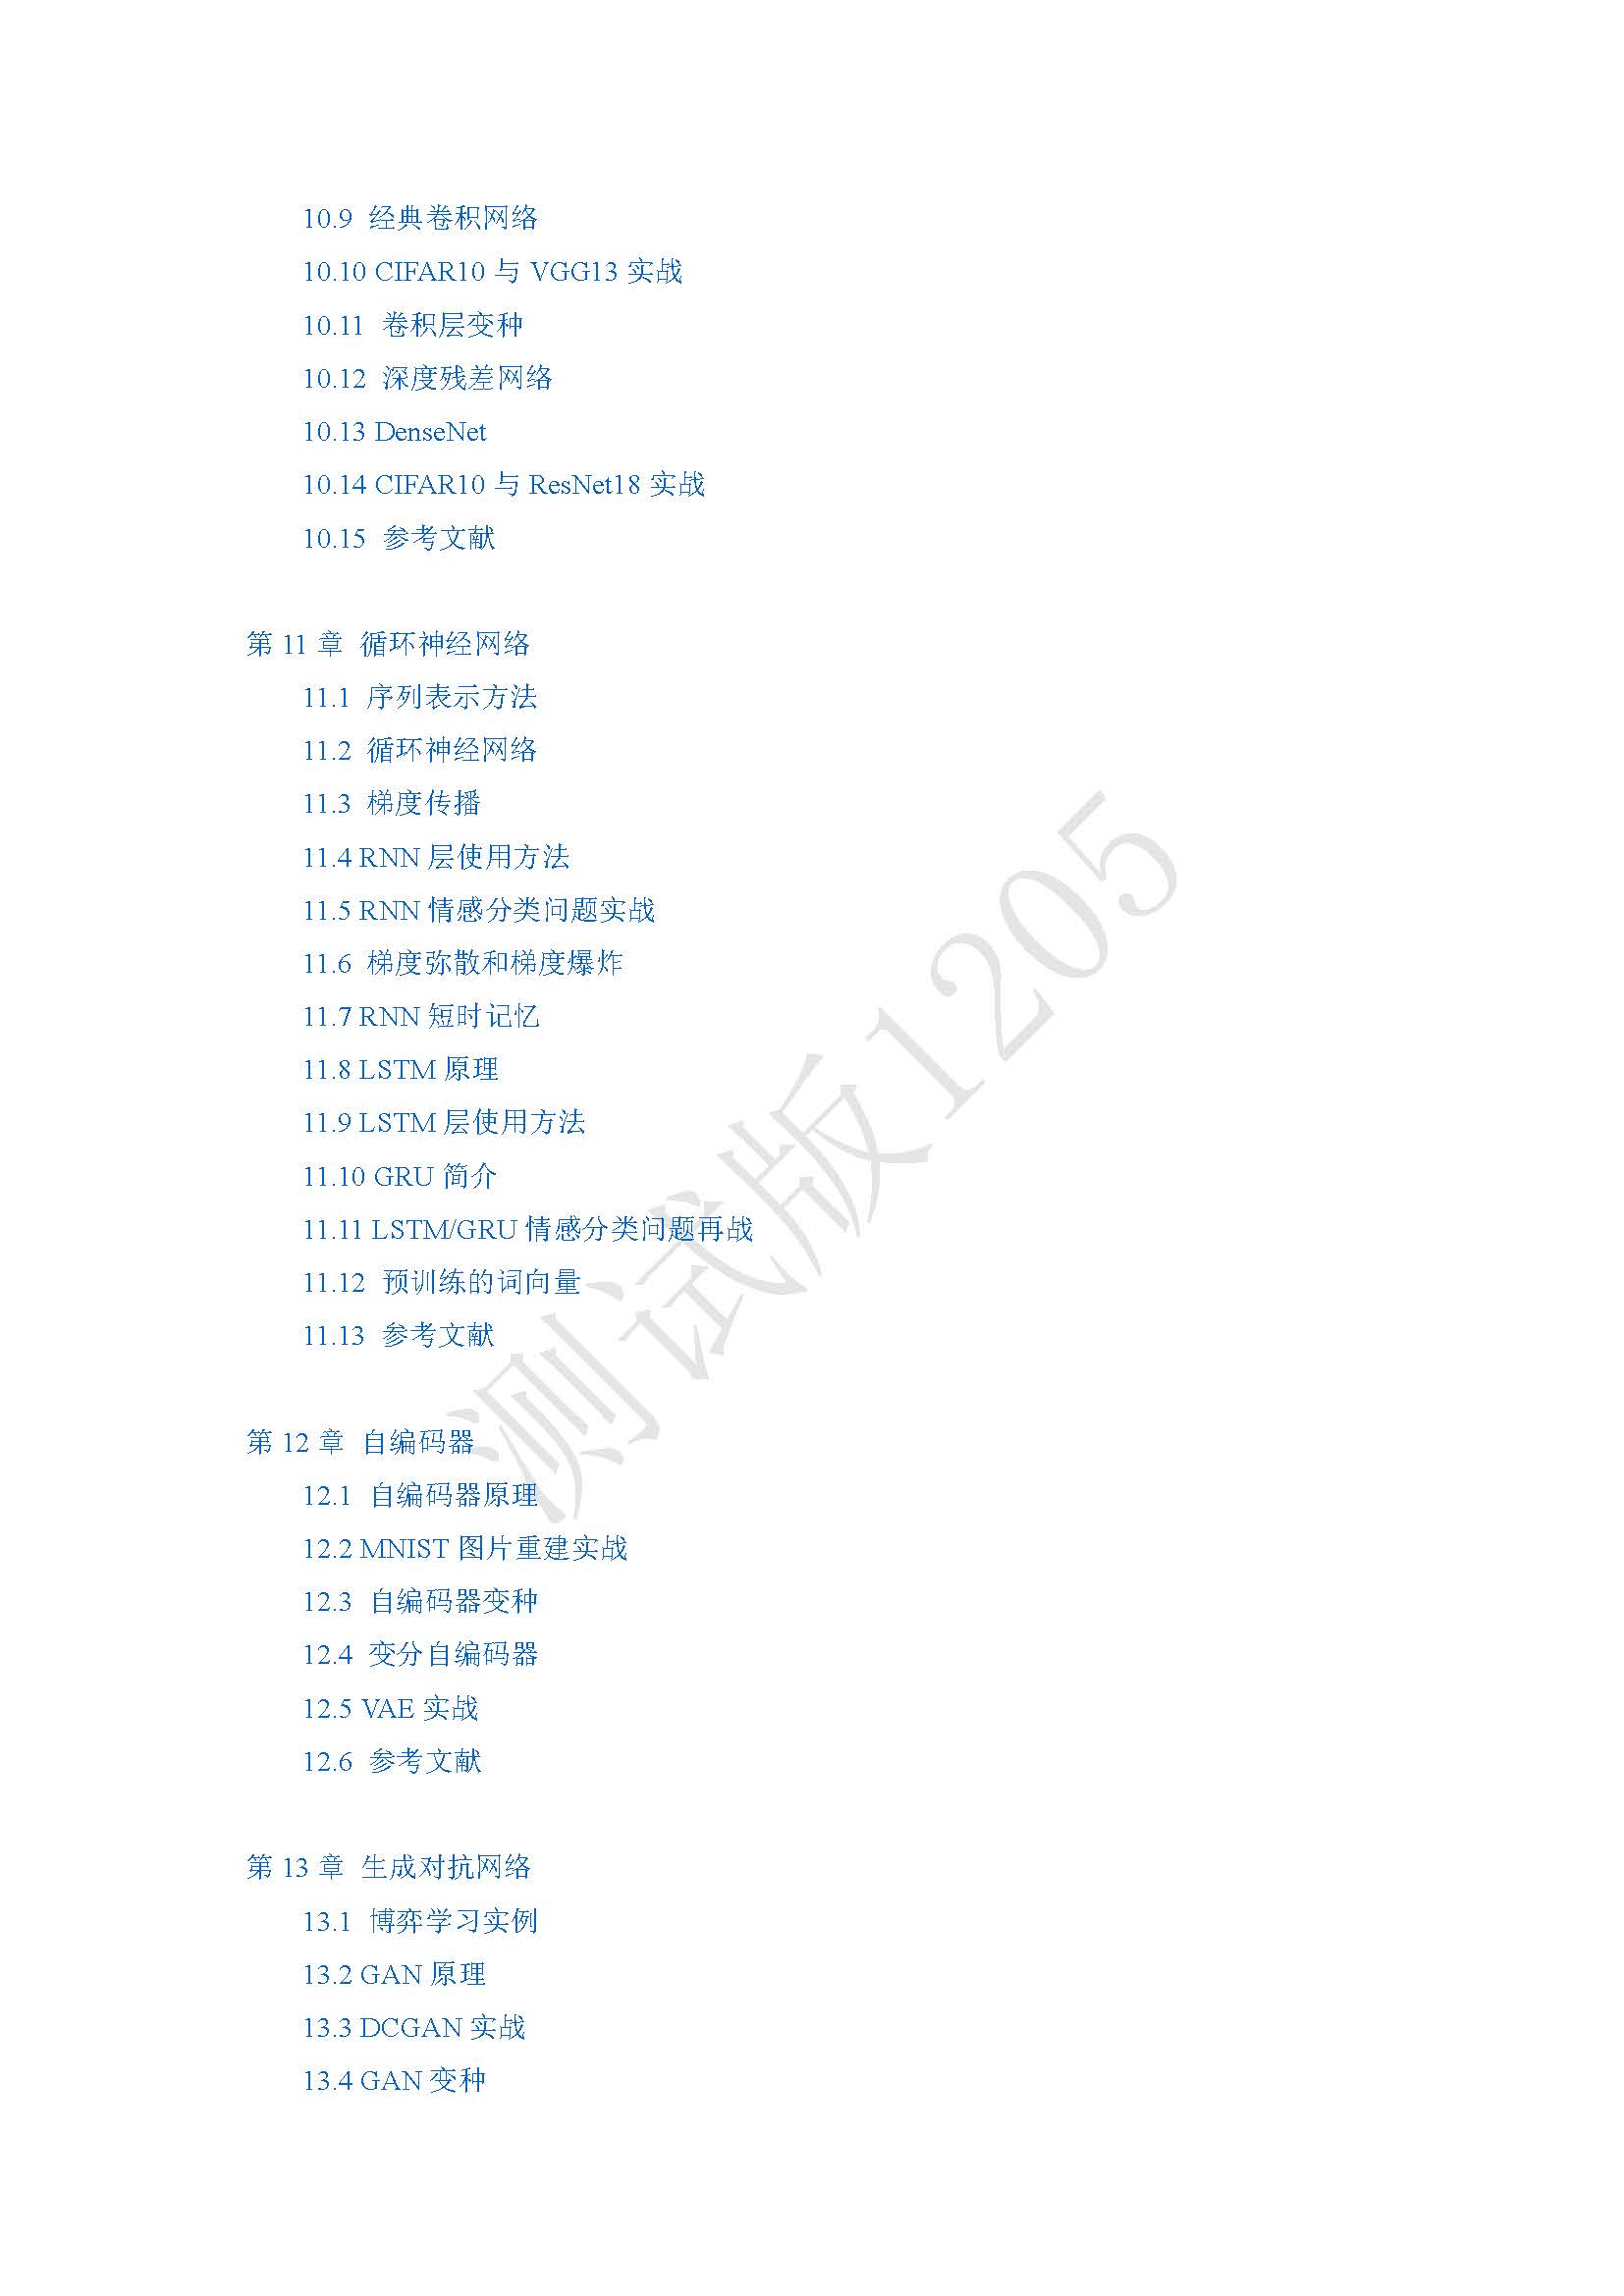 10.9 经典卷积网络
10.10 CIFAR10 与 VGG13 实战
10.11 卷积层变种
10.12 深度残差网络
10.13 DenseNet
10.14 CIFAR10 与 ResNet18 实战
10.15 参考文献
第 11 章 循环神经网络
11.1 序列表示方法
11.2 循环神经网络
11.3 梯度传播
11.4 RNN 层使用方法
11.5 RNN 情感分类问题实战
11.6 梯度弥散和梯度爆炸
11.7 RNN 短时记忆
11.8 LSTM 原理
11.9 LSTM 层使用方法
11.10 GRU 简介
11.11 LSTM/GRU 情感分类问题再战
11.12 预训练的词向量
11.13 参考文献
第 12 章 自编码器
12.1 自编码器原理
12.2 MNIST 图片重建实战
12.3 自编码器变种
12.4 变分自编码器
12.5 VAE 实战
12.6 参考文献
第 13 章 生成对抗网络
13.1 博弈学习实例
13.2 GAN 原理
13.3 DCGAN 实战
13.4 GAN 变种
测试版1205